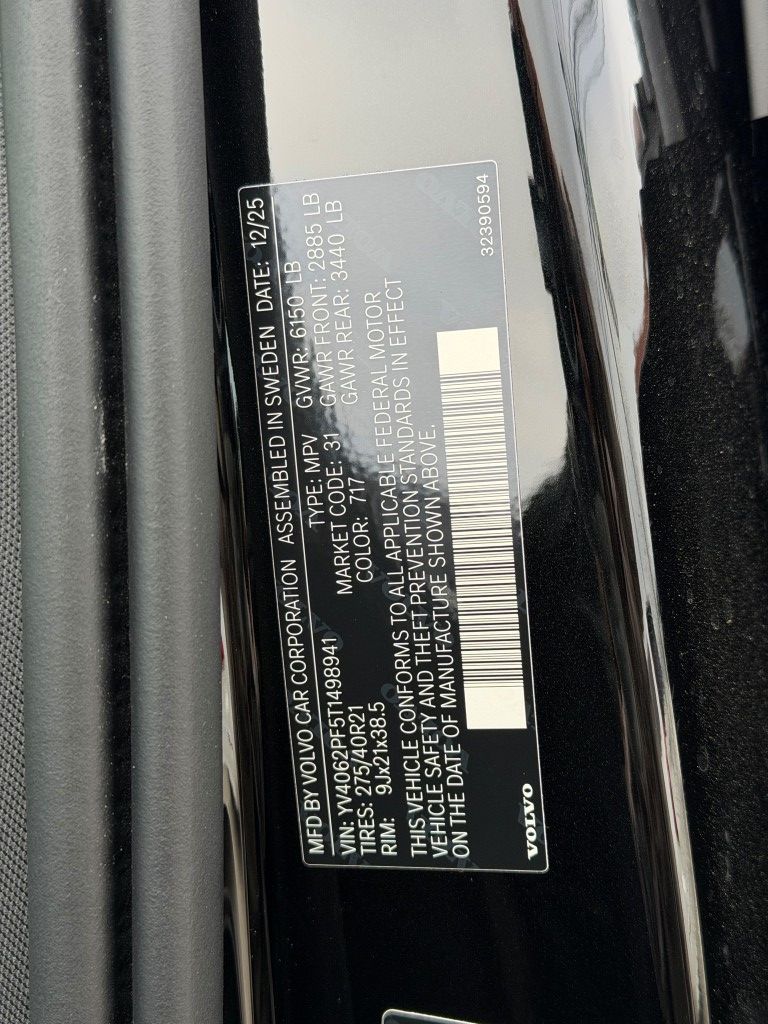 MFD BY VOLVO CAR CORPORATION ASSEMBLED IN SWEDEN DATE: 12/25
VIN: YV4062PF5T1498941 TYPE: MPV GVWR: 6150 LB
TIRES: 275/40R21 MARKET CODE: 31 GAWR FRONT: 2885 LB
RIM: 9Jx21x38.5 COLOR: 717 GAWR REAR: 3440 LB
THIS VEHICLE CONFORMS TO ALL APPLICABLE FEDERAL MOTOR
VEHICLE SAFETY AND THEFT PREVENTION STANDARDS IN EFFECT
ON THE DATE OF MANUFACTURE SHOWN ABOVE.
VOLVO 32390594